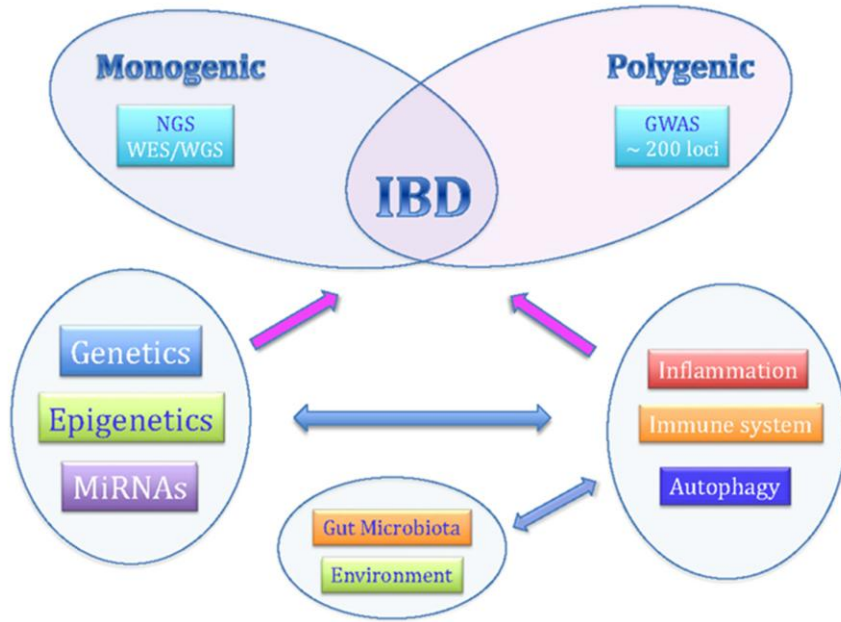 Monogenic
Polygenic
NGS
WES/WGS
GWAS
~ 200 loci
IBD
Genetics
Epigenetics
MiRNAs
Inflammation
Immune system
Autophagy
Gut Microbiota
Environment